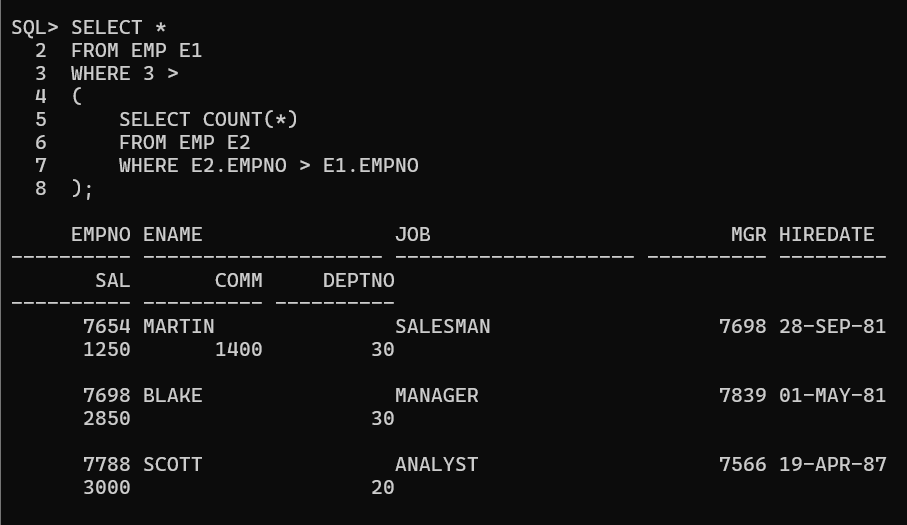 SQL> SELECT *
  2  FROM EMP E1
  3  WHERE 3 >
  4  (
  5      SELECT COUNT(*)
  6      FROM EMP E2
  7      WHERE E2.EMPNO > E1.EMPNO
  8  );

     EMPNO ENAME                JOB                         MGR HIREDATE
---------- -------------------- -------------------- ---------- ---------
       SAL       COMM     DEPTNO
---------- ---------- ----------
      7654 MARTIN               SALESMAN                   7698 28-SEP-81
      1250       1400         30

      7698 BLAKE                MANAGER                    7839 01-MAY-81
      2850                    30

      7788 SCOTT                ANALYST                    7566 19-APR-87
      3000                    20